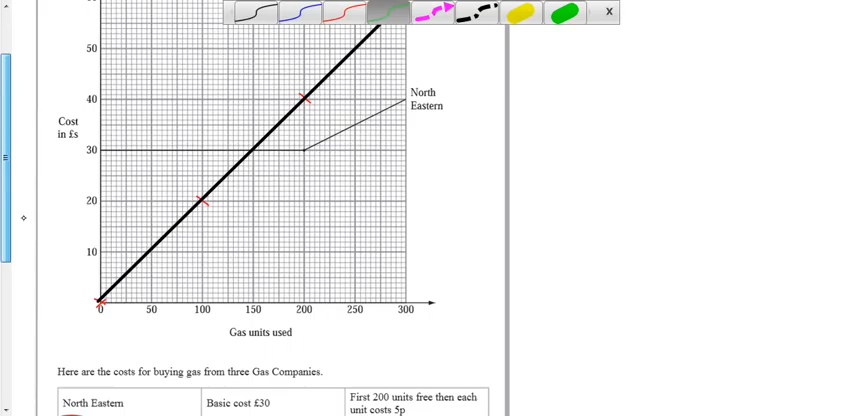 X
50
North
Eastern
40
Cost
in £s
30
20
10
0 50 100 150 200 250 300
Gas units used
Here are the costs for buying gas from three Gas Companies.
North Eastern Basic cost £30 First 200 units free then each
unit costs 5p